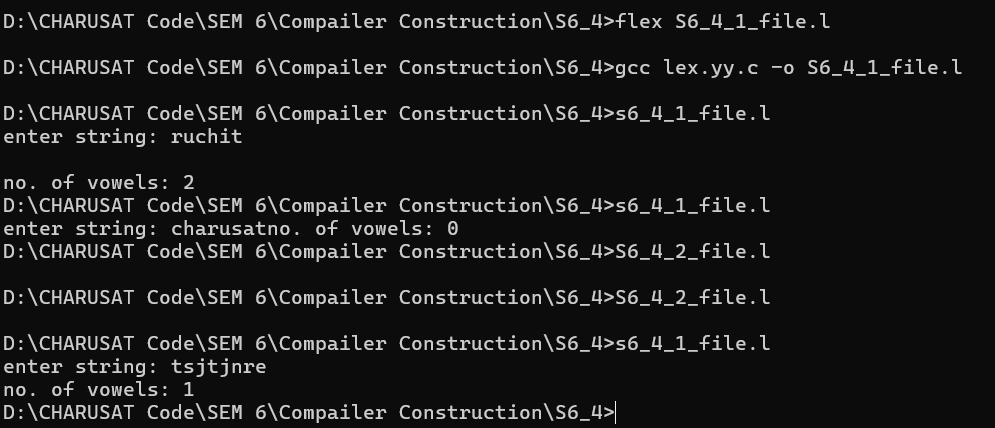 D:\CHARUSAT Code\SEM 6\Compailer Construction\S6_4>flex S6_4_1_file.l
D:\CHARUSAT Code\SEM 6\Compailer Construction\S6_4>gcc lex.yy.c -o S6_4_1_file.l
D:\CHARUSAT Code\SEM 6\Compailer Construction\S6_4>s6_4_1_file.l
enter string: ruchit
no. of vowels: 2
D:\CHARUSAT Code\SEM 6\Compailer Construction\S6_4>s6_4_1_file.l
enter string: charusatno. of vowels: 0
D:\CHARUSAT Code\SEM 6\Compailer Construction\S6_4>S6_4_2_file.l
D:\CHARUSAT Code\SEM 6\Compailer Construction\S6_4>S6_4_2_file.l
D:\CHARUSAT Code\SEM 6\Compailer Construction\S6_4>s6_4_1_file.l
enter string: tsjtjnre
no. of vowels: 1
D:\CHARUSAT Code\SEM 6\Compailer Construction\S6_4>